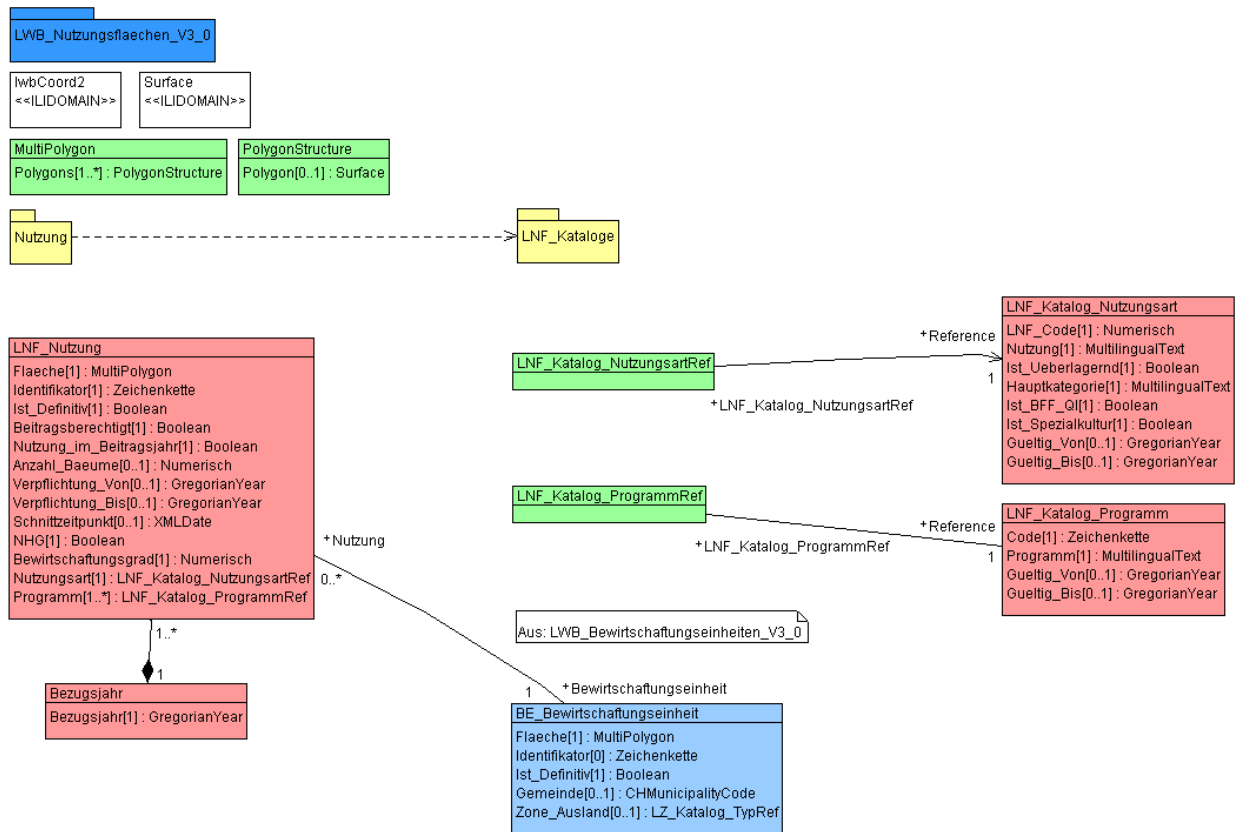 LWB_Nutzungsflaechen_V3_0
lwbCoord2
<<ILIDOMAIN>>
Surface
<<ILIDOMAIN>>
MultiPolygon
Polygons[1..*] : PolygonStructure
PolygonStructure
Polygon[0..1] : Surface
Nutzung
LNF_Kataloge
LNF_Nutzung
Flaeche[1] : MultiPolygon
Identifikator[1] : Zeichenkette
Ist_Definitiv[1] : Boolean
Beitragsberechtigt[1] : Boolean
Nutzung_im_Beitragsjahr[1] : Boolean
Anzahl_Baeume[0..1] : Numerisch
Verpflichtung_Von[0..1] : GregorianYear
Verpflichtung_Bis[0..1] : GregorianYear
Schnittzeitpunkt[0..1] : XMLDate
NHG[1] : Boolean
Bewirtschaftungsgrad[1] : Numerisch
Nutzungsart[1] : LNF_Katalog_NutzungsartRef
Programm[1..*] : LNF_Katalog_ProgrammRef
LNF_Katalog_NutzungsartRef
+LNF_Katalog_NutzungsartRef
+Reference
1
LNF_Katalog_Nutzungsart
LNF_Code[1] : Numerisch
Nutzung[1] : MultilingualText
Ist_Ueberlagernd[1] : Boolean
Hauptkategorie[1] : MultilingualText
Ist_BFF_QI[1] : Boolean
Ist_Spezialkultur[1] : Boolean
Gueltig_Von[0..1] : GregorianYear
Gueltig_Bis[0..1] : GregorianYear
LNF_Katalog_ProgrammRef
+LNF_Katalog_ProgrammRef
+Reference
1
LNF_Katalog_Programm
Code[1] : Zeichenkette
Programm[1] : MultilingualText
Gueltig_Von[0..1] : GregorianYear
Gueltig_Bis[0..1] : GregorianYear
+Nutzung
0..*
Aus: LWB_Bewirtschaftungseinheiten_V3_0
1..*
1
Bezugsjahr
Bezugsjahr[1] : GregorianYear
1
+Bewirtschaftungseinheit
BE_Bewirtschaftungseinheit
Flaeche[1] : MultiPolygon
Identifikator[0] : Zeichenkette
Ist_Definitiv[1] : Boolean
Gemeinde[0..1] : CHMunicipalityCode
Zone_Ausland[0..1] : LZ_Katalog_TypRef